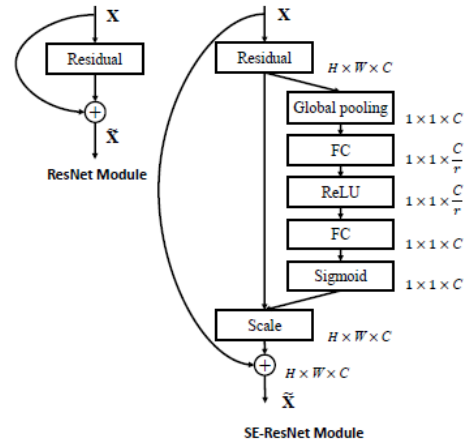 X
Residual
+
X̃
ResNet Module
X
Residual
H × W × C
Global pooling
1 × 1 × C
FC
1 × 1 × C/r
ReLU
1 × 1 × C/r
FC
1 × 1 × C
Sigmoid
1 × 1 × C
Scale
H × W × C
+
H × W × C
X̃
SE-ResNet Module